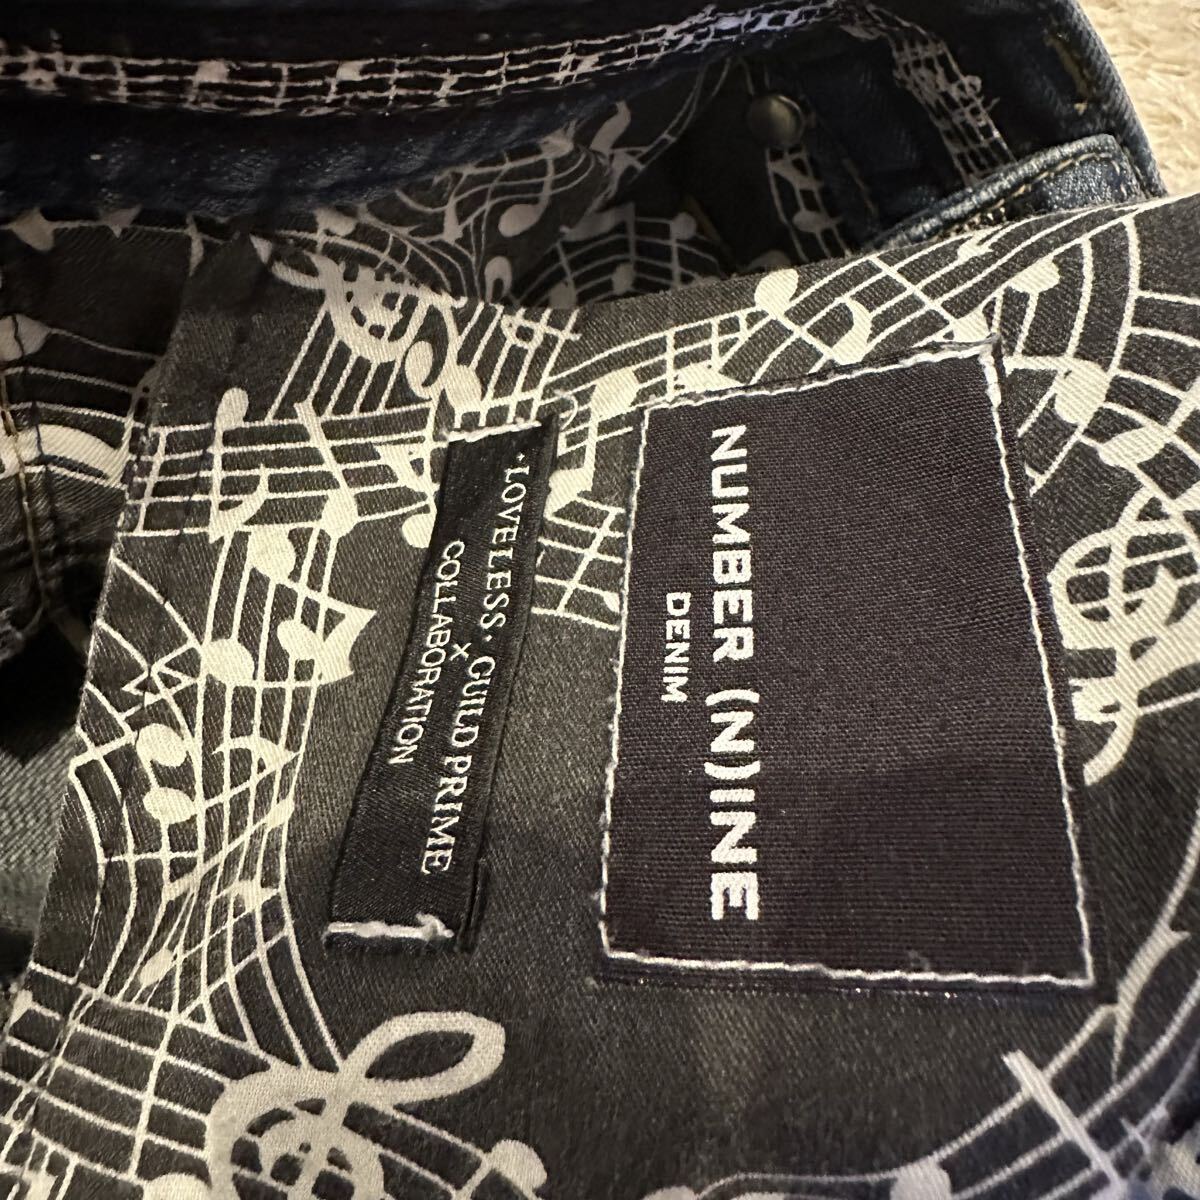 NUMBER (N)INE
DENIM
·LOVELESS· GUILD PRIME
×
COLLABORATION